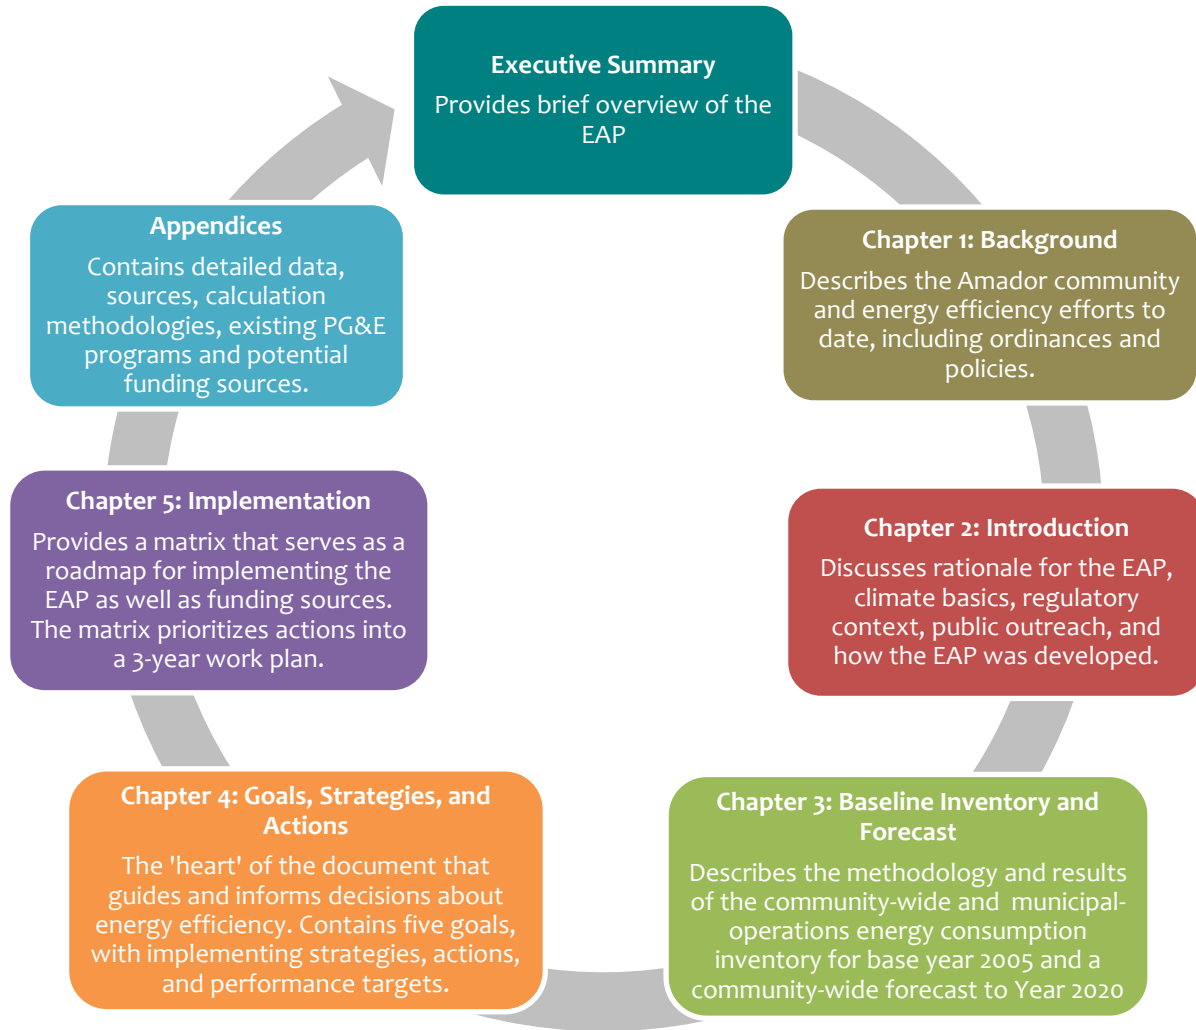 Executive Summary
Provides brief overview of the
EAP
Chapter 1: Background
Describes the Amador community
and energy efficiency efforts to
date, including ordinances and
policies.
Chapter 2: Introduction
Discusses rationale for the EAP,
climate basics, regulatory
context, public outreach, and
how the EAP was developed.
Chapter 3: Baseline Inventory and
Forecast
Describes the methodology and results
of the community-wide and municipal-
operations energy consumption
inventory for base year 2005 and a
community-wide forecast to Year 2020
Chapter 4: Goals, Strategies, and
Actions
The 'heart' of the document that
guides and informs decisions about
energy efficiency. Contains five goals,
with implementing strategies, actions,
and performance targets.
Chapter 5: Implementation
Provides a matrix that serves as a
roadmap for implementing the
EAP as well as funding sources.
The matrix prioritizes actions into
a 3-year work plan.
Appendices
Contains detailed data,
sources, calculation
methodologies, existing PG&E
programs and potential
funding sources.